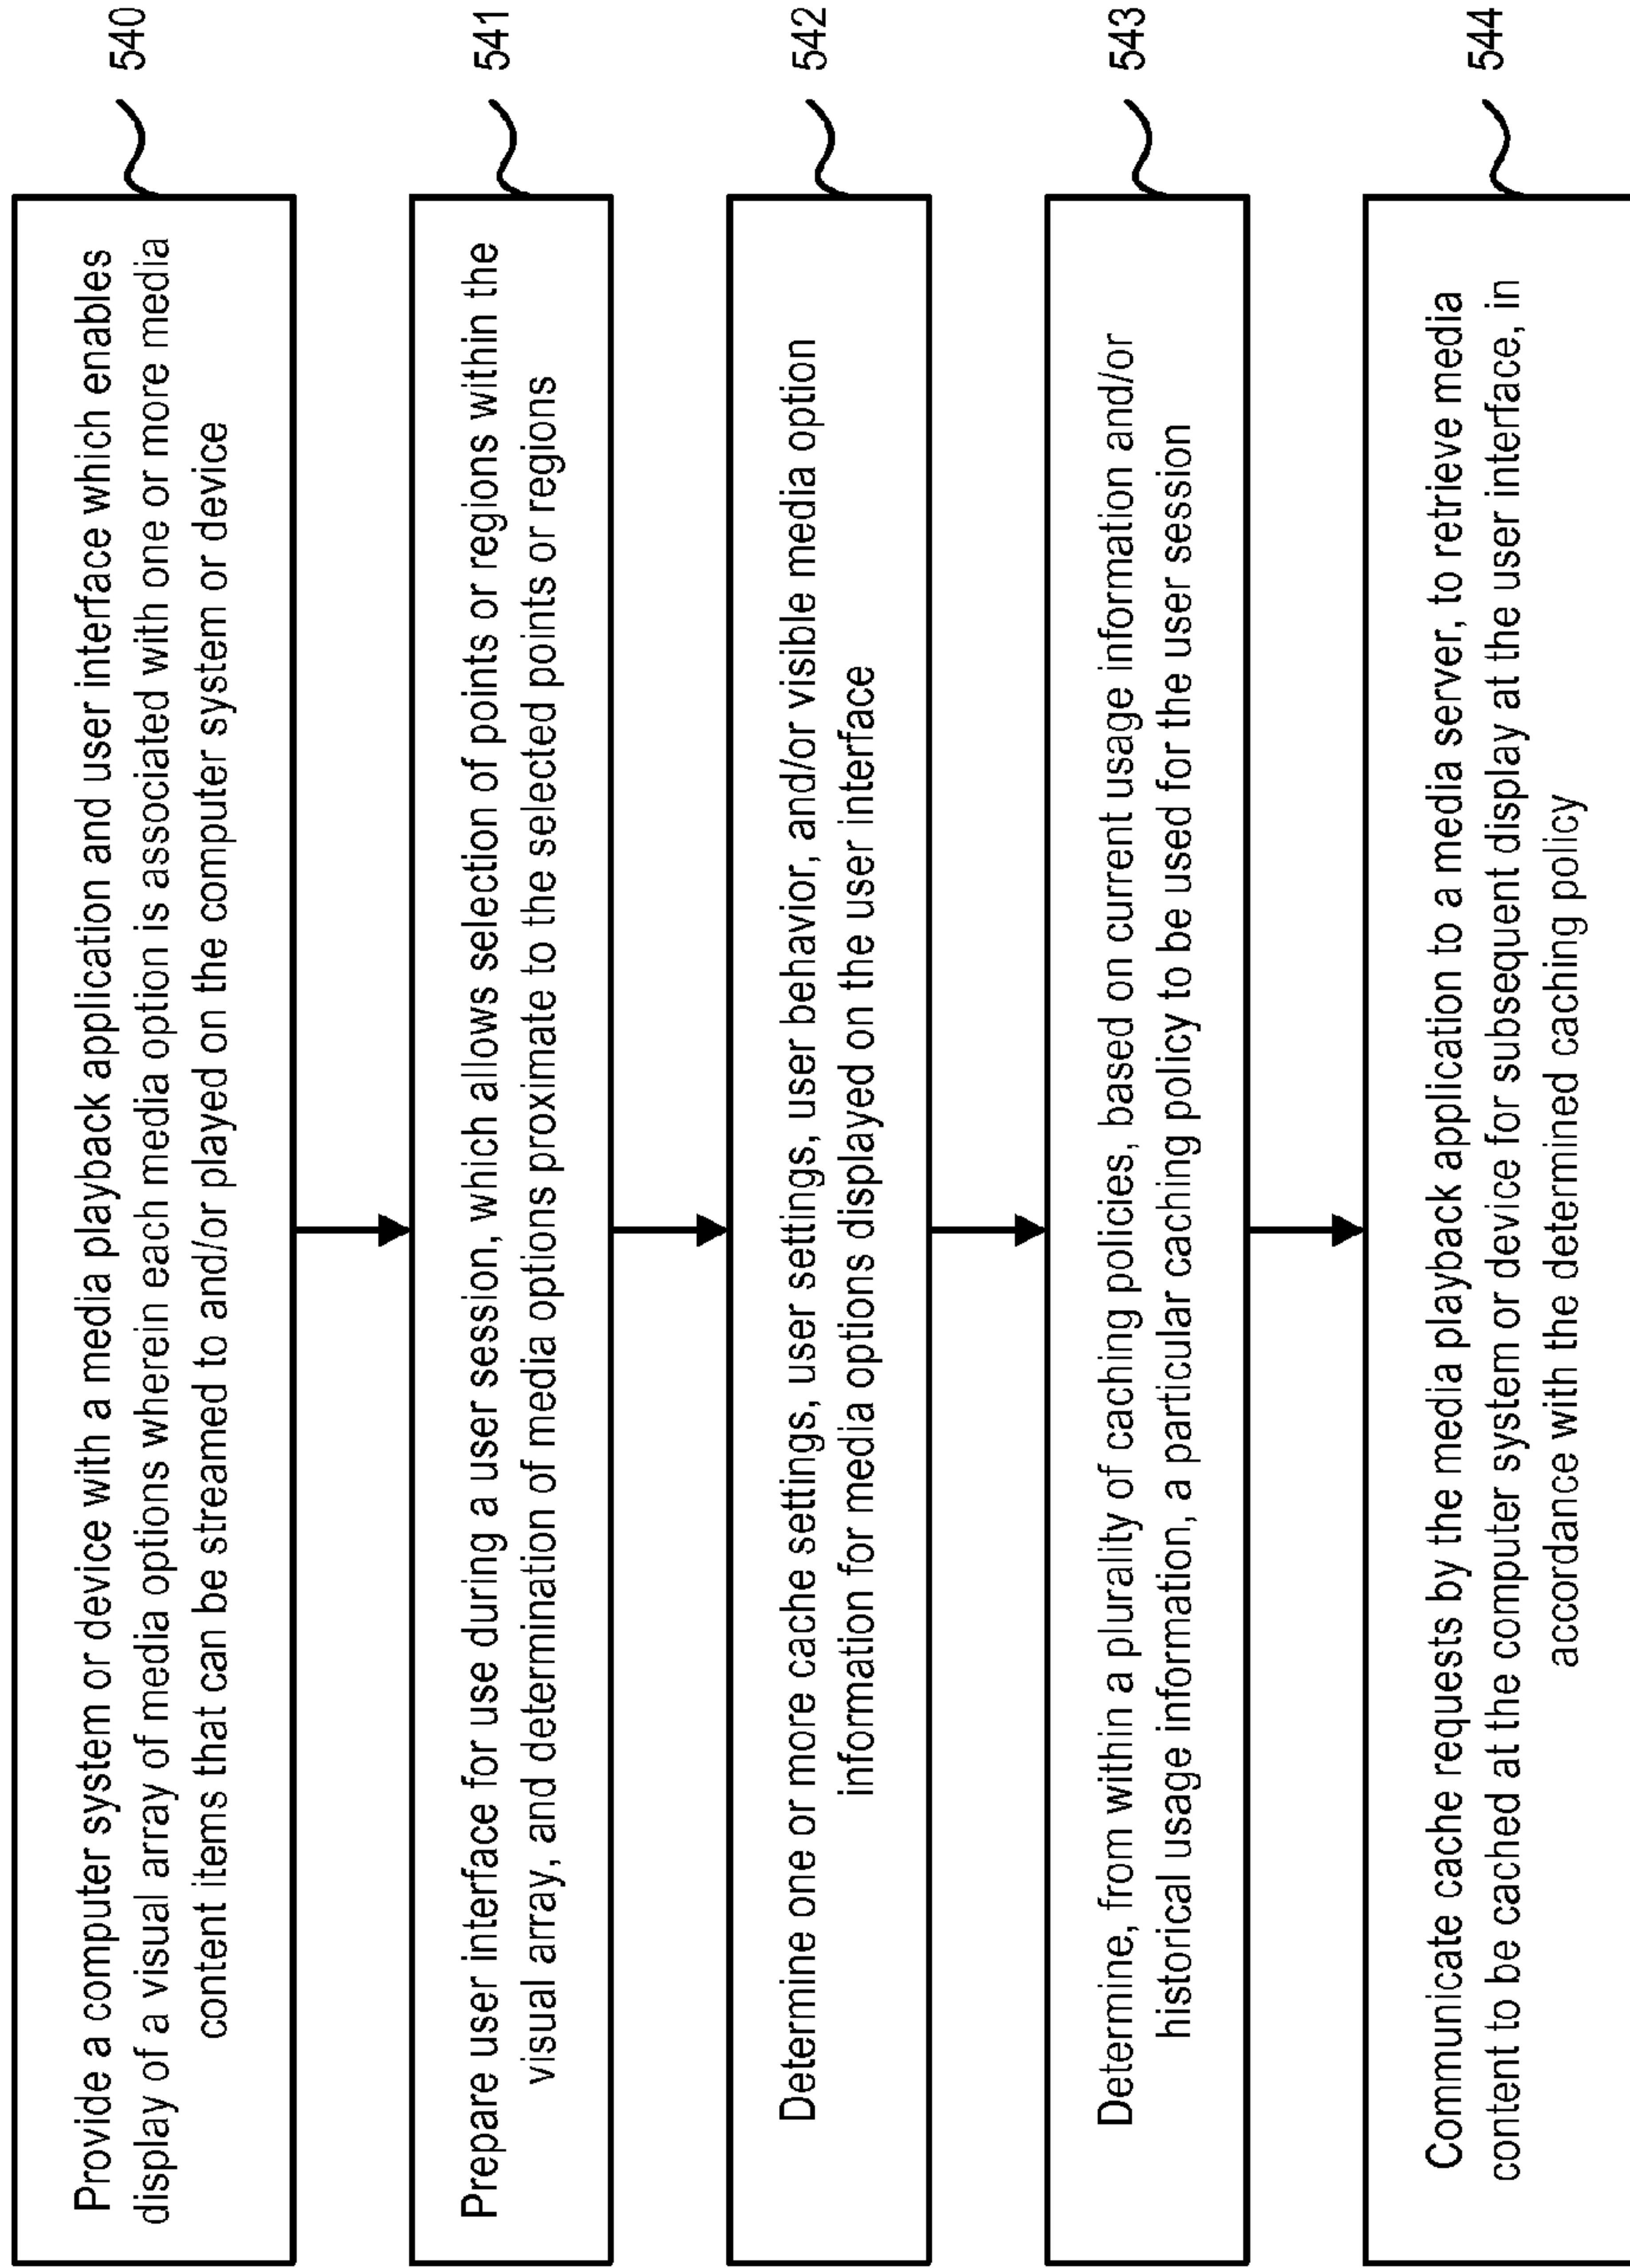 Provide a computer system or device with a media playback application and user interface which enables
display of a visual array of media options wherein each media option is associated with one or more media
content items that can be streamed to and/or played on the computer system or device
540
Prepare user interface for use during a user session, which allows selection of points or regions within the
visual array, and determination of media options proximate to the selected points or regions
541
Determine one or more cache settings, user settings, user behavior, and/or visible media option
information for media options displayed on the user interface
542
Determine, from within a plurality of caching policies, based on current usage information and/or
historical usage information, a particular caching policy to be used for the user session
543
Communicate cache requests by the media playback application to a media server, to retrieve media
content to be cached at the computer system or device for subsequent display at the user interface, in
accordance with the determined caching policy
544